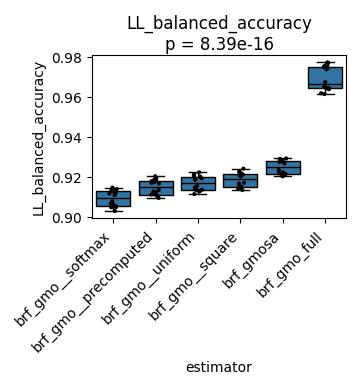 LL_balanced_accuracy
p = 8.39e-16
LL_balanced_accuracy
0.98
0.96
0.94
0.92
0.90
brf_gmo__softmax
brf_gmo__precomputed
brf_gmo__uniform
brf_gmo__square
brf_gmosa
brf_gmo_full
estimator